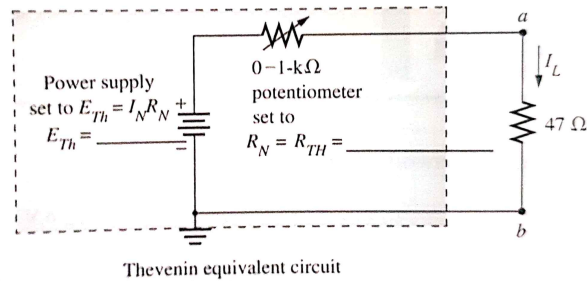 a
0–1-kΩ
I_L
Power supply
potentiometer
set to E_Th = I_N R_N +
set to
47 Ω
E_Th = ________ –
R_N = R_TH = ________
b
Thevenin equivalent circuit